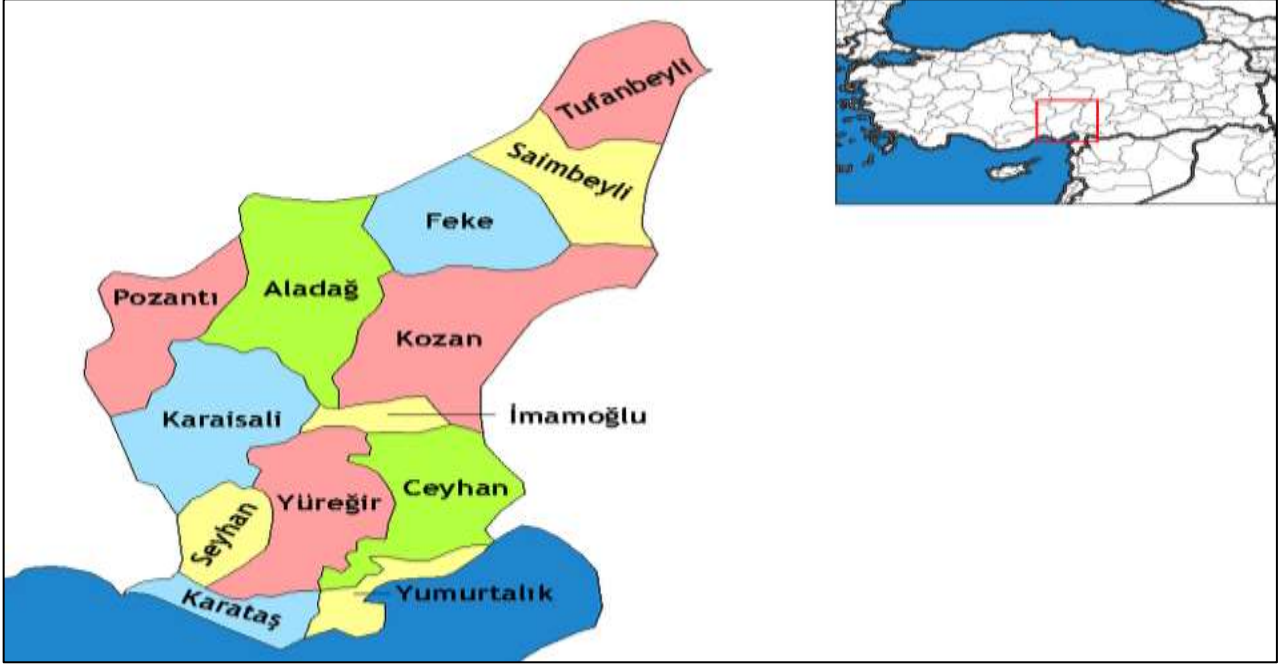 Tufanbeyli
Saimbeyli
Feke
Aladağ
Pozantı
Kozan
İmamoğlu
Karaisali
Ceyhan
Yüreğir
Seyhan
Yumurtalık
Karataş